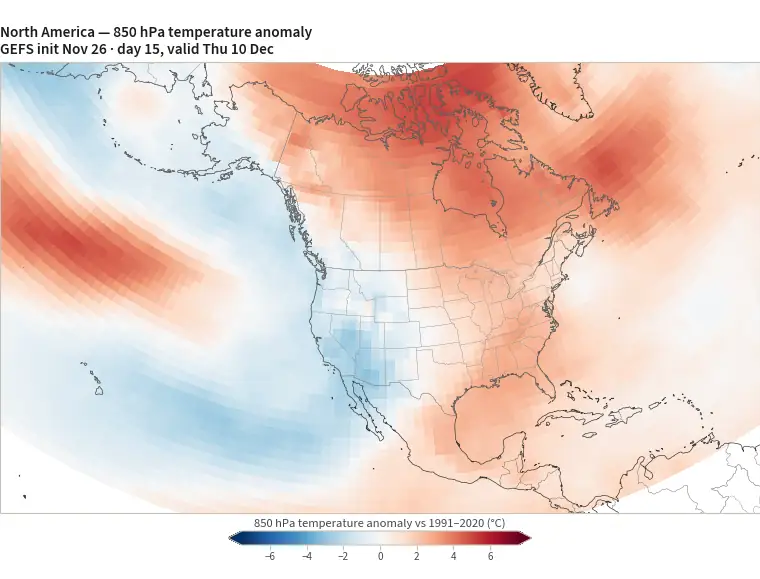 North America — 850 hPa temperature anomaly
GEFS init Nov 26 · day 15, valid Thu 10 Dec
850 hPa temperature anomaly vs 1991–2020 (°C)
−6 −4 −2 0 2 4 6